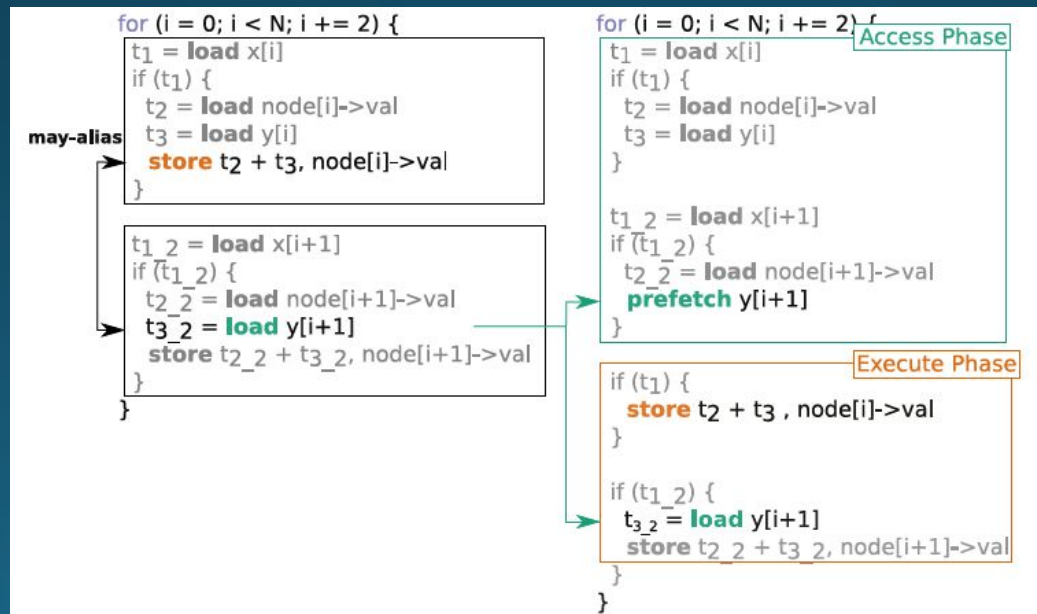 for (i = 0; i < N; i += 2) {
t1 = load x[i]
if (t1) {
t2 = load node[i]->val
t3 = load y[i]
may-alias
store t2 + t3, node[i]->val
}
t1_2 = load x[i+1]
if (t1_2) {
t2_2 = load node[i+1]->val
t3_2 = load y[i+1]
store t2_2 + t3_2, node[i+1]->val
}
}
for (i = 0; i < N; i += 2) {
Access Phase
t1 = load x[i]
if (t1) {
t2 = load node[i]->val
t3 = load y[i]
}
t1_2 = load x[i+1]
if (t1_2) {
t2_2 = load node[i+1]->val
prefetch y[i+1]
}
Execute Phase
if (t1) {
store t2 + t3 , node[i]->val
}
if (t1_2) {
t3_2 = load y[i+1]
store t2_2 + t3_2, node[i+1]->val
}
}